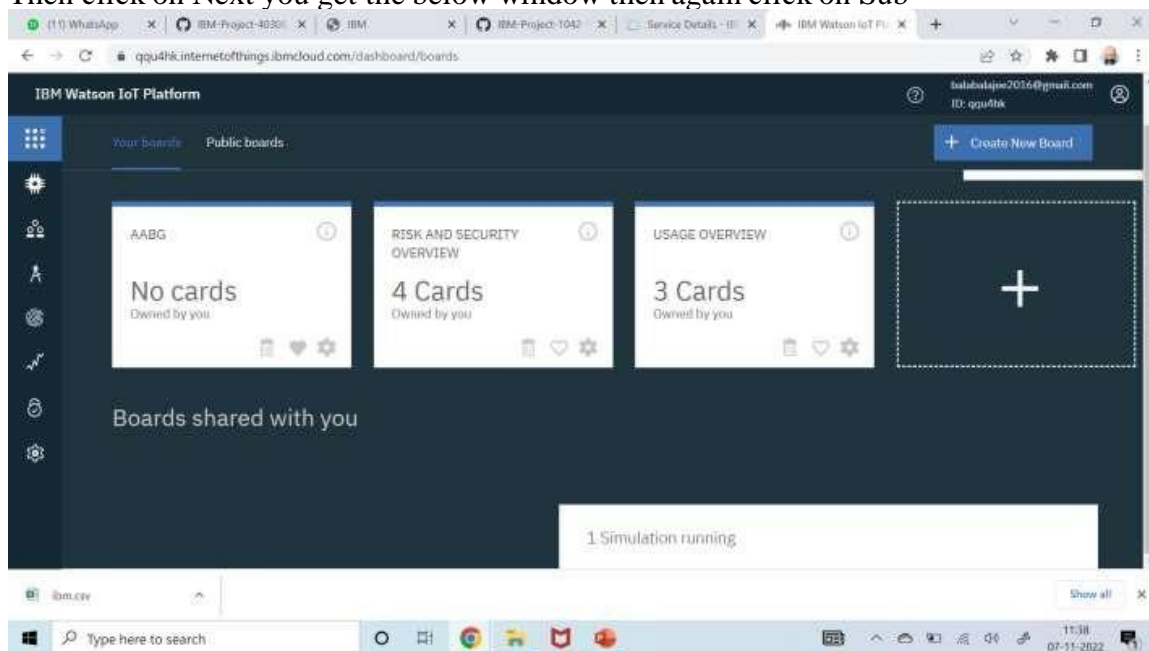 Then click on Next you get the below window then again click on Sub
(11) WhatsApp
IBM-Project-4030
IBM
IBM-Project-1042
Service Details - IB
IBM Watson IoT Pl
qqu4hk.internetofthings.ibmcloud.com/dashboard/boards
IBM Watson IoT Platform
balabalajee2016@gmail.com
ID: qqu4hk
Your boards
Public boards
Create New Board
AABG
No cards
Owned by you
RISK AND SECURITY
OVERVIEW
4 Cards
Owned by you
USAGE OVERVIEW
3 Cards
Owned by you
Boards shared with you
1 Simulation running
ibm.csv
Show all
Type here to search
11:38
07-11-2022